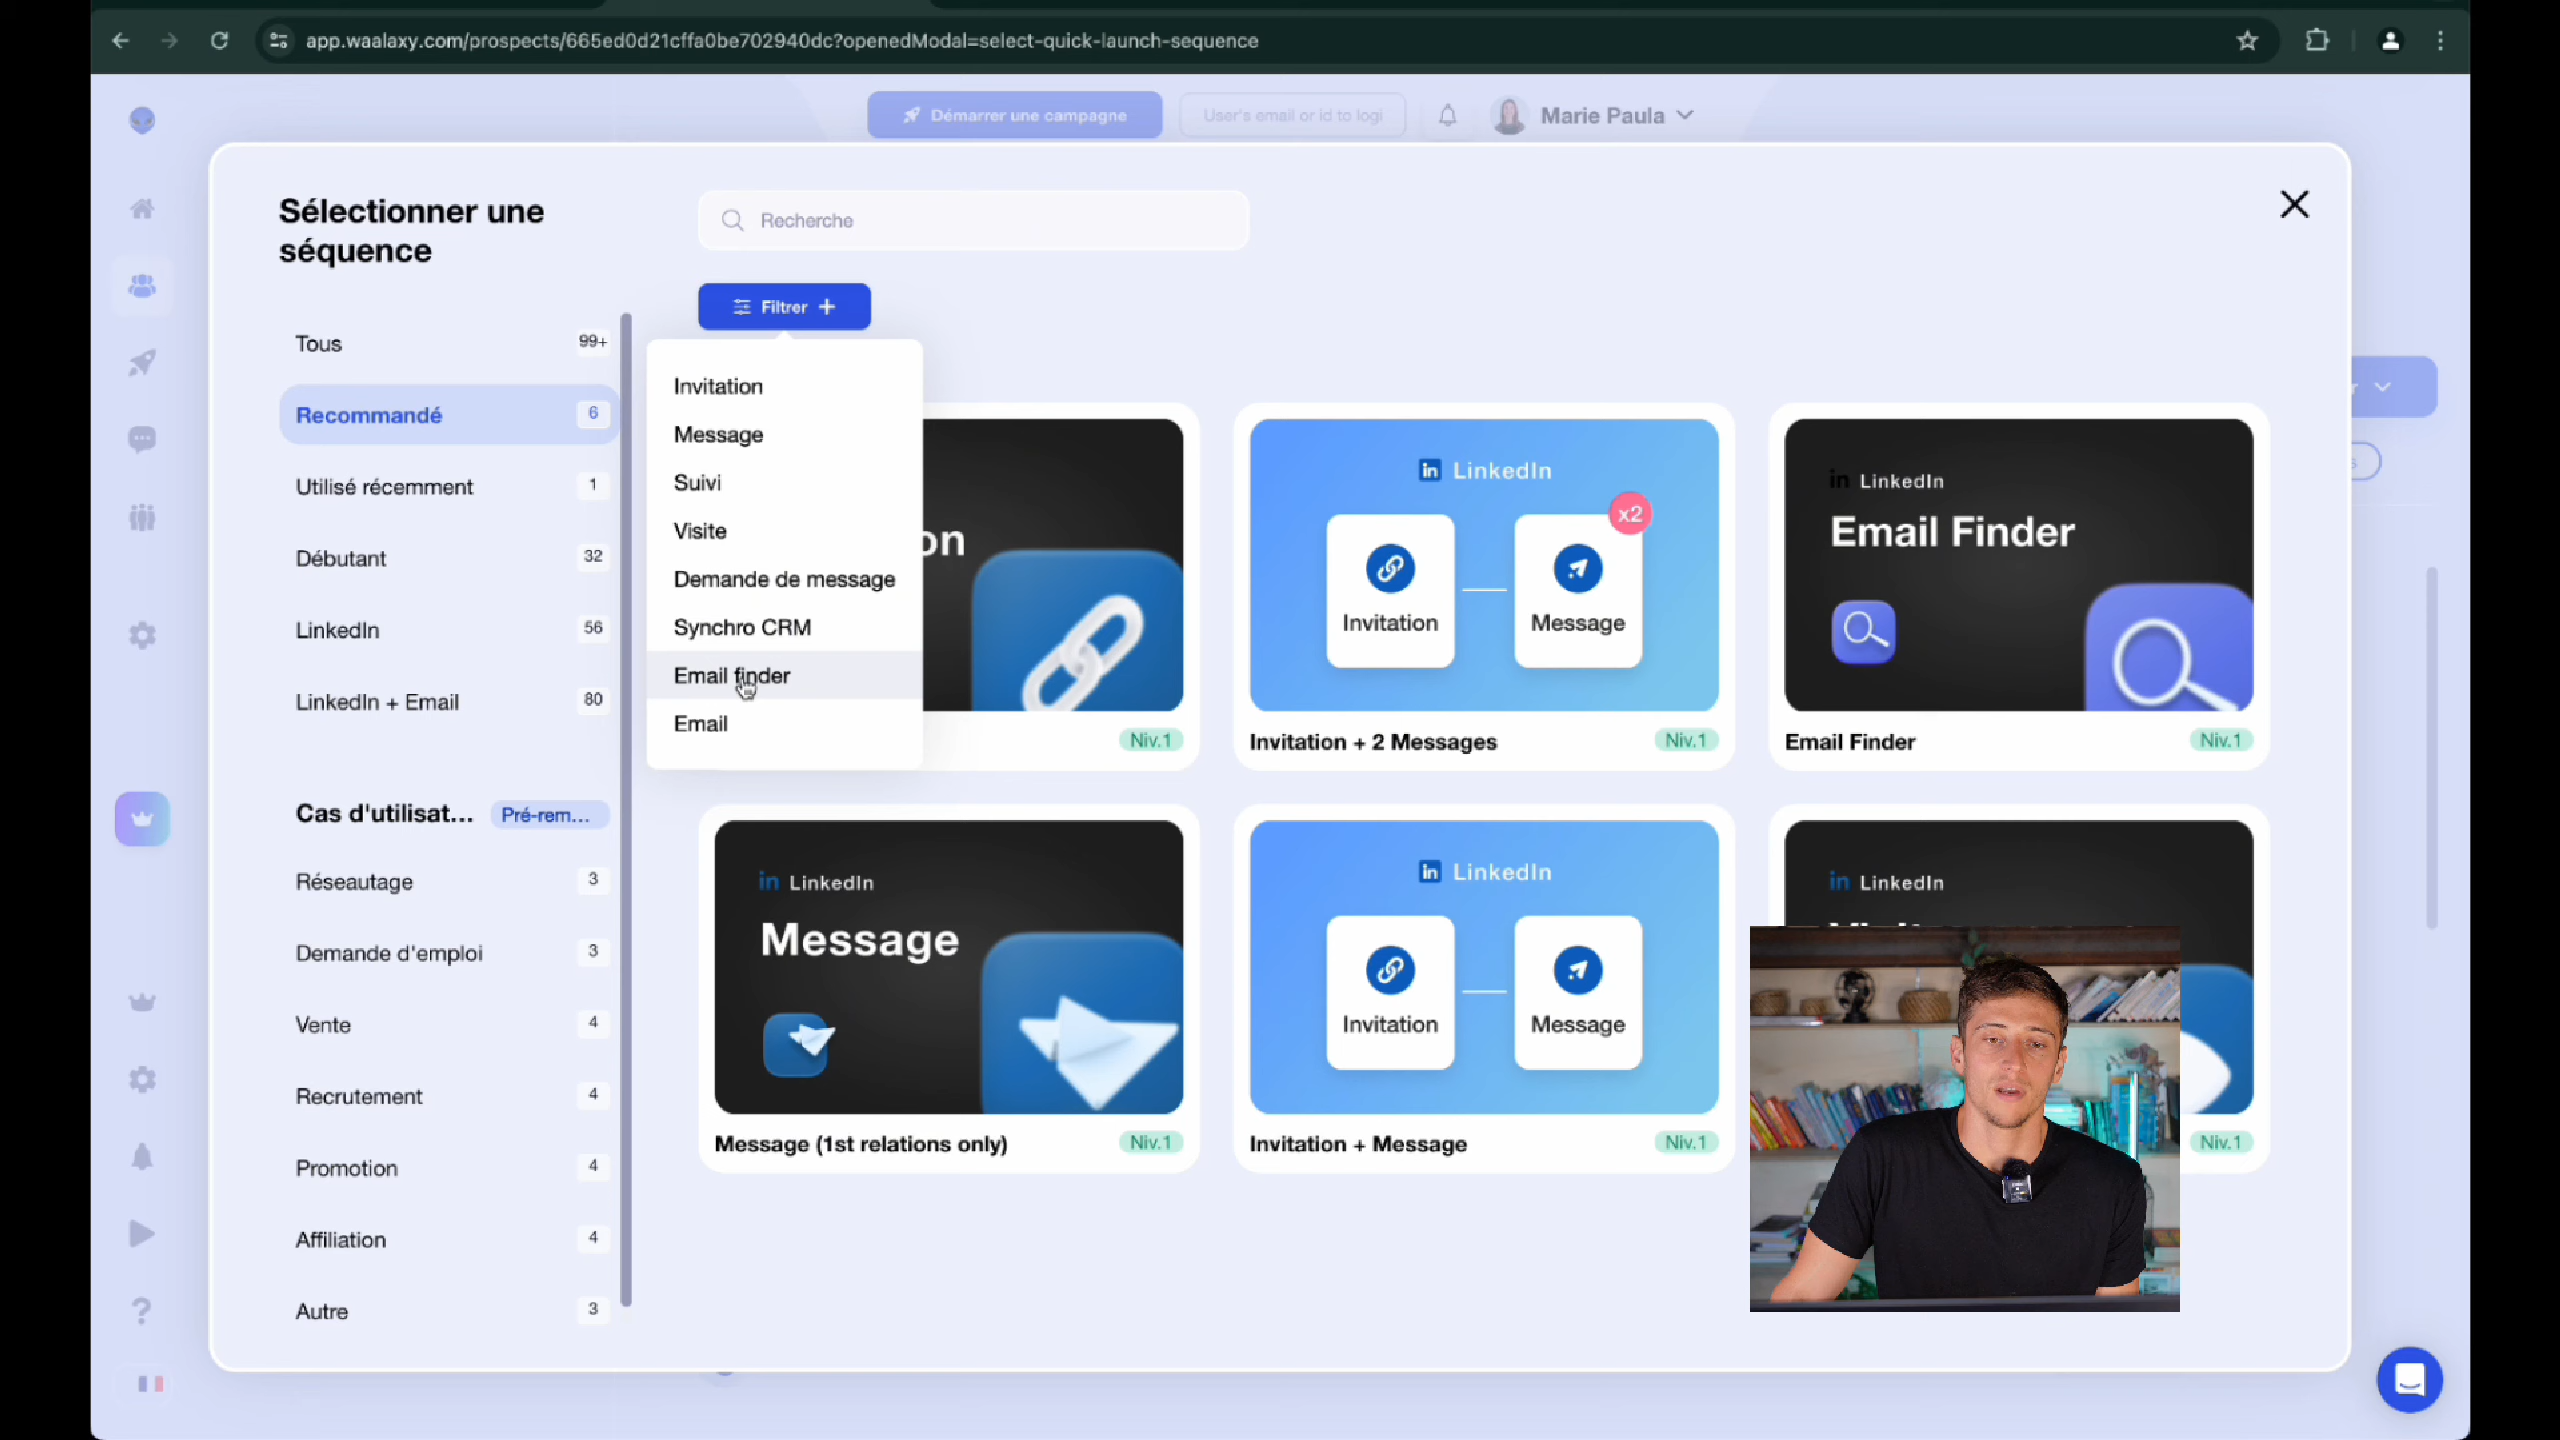 app.waalaxy.com/prospects/665ed0d21cffa0be702940dc?openedModal=select-quick-launch-sequence
Démarrer une campagne
User's email or id to logi
Marie Paula
Sélectionner une
séquence
Recherche
Filtrer
Tous 99+
Recommandé 6
Utilisé récemment 1
Débutant 32
LinkedIn 56
LinkedIn + Email 80
Cas d'utilisat... Pré-rem...
Réseautage 3
Demande d'emploi 3
Vente 4
Recrutement 4
Promotion 4
Affiliation 4
Autre 3
Invitation
Message
Suivi
Visite
Demande de message
Synchro CRM
Email finder
Email
on
Niv.1
in LinkedIn
x2
Invitation
Message
Invitation + 2 Messages
Niv.1
in LinkedIn
Email Finder
Email Finder
Niv.1
in LinkedIn
Message
Message (1st relations only)
Niv.1
in LinkedIn
Invitation
Message
Invitation + Message
Niv.1
in LinkedIn
Niv.1